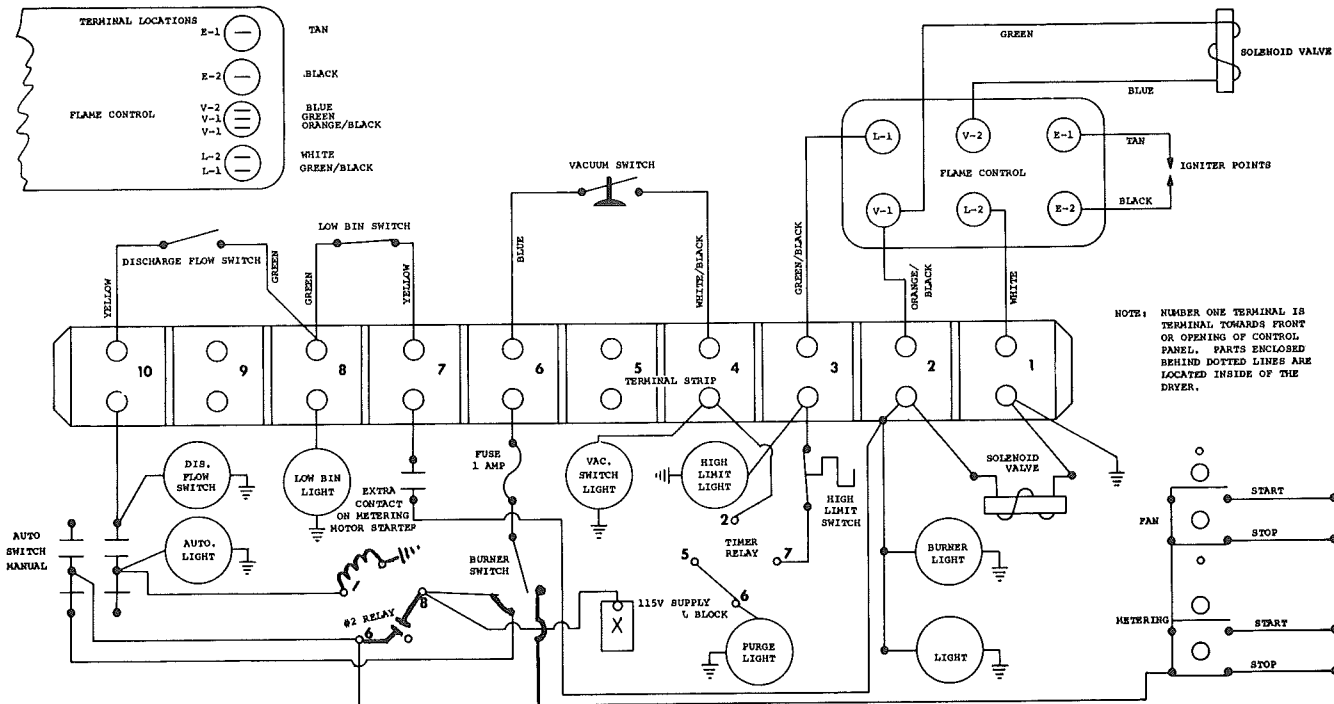 TERMINAL LOCATIONS
E-1 TAN
E-2 .BLACK
FLAME CONTROL
V-2 BLUE
V-1 GREEN
V-1 ORANGE/BLACK
L-2 WHITE
L-1 GREEN/BLACK
GREEN
SOLENOID VALVE
BLUE
L-1 V-2 E-1
TAN
FLAME CONTROL
IGNITER POINTS
V-1 L-2 E-2
BLACK
VACUUM SWITCH
LOW BIN SWITCH
DISCHARGE FLOW SWITCH
YELLOW
GREEN
GREEN
YELLOW
BLUE
WHITE/BLACK
GREEN/BLACK
ORANGE/
BLACK
WHITE
NOTE: NUMBER ONE TERMINAL IS
TERMINAL TOWARDS FRONT
OR OPENING OF CONTROL
PANEL. PARTS ENCLOSED
BEHIND DOTTED LINES ARE
LOCATED INSIDE OF THE
DRYER.
10 9 8 7 6 5 4 3 2 1
TERMINAL STRIP
DIS.
FLOW
SWITCH
LOW BIN
LIGHT
EXTRA
CONTACT
ON METERING
MOTOR STARTER
FUSE
1 AMP
VAC.
SWITCH
LIGHT
HIGH
LIMIT
LIGHT
HIGH
LIMIT
SWITCH
SOLENOID
VALVE
AUTO
SWITCH
MANUAL
AUTO.
LIGHT
BURNER
SWITCH
2
TIMER
RELAY
5
7
6
#2 RELAY
8
6
115V SUPPLY
BLOCK
X
PURGE
LIGHT
BURNER
LIGHT
LIGHT
START
FAN
STOP
METERING
START
STOP